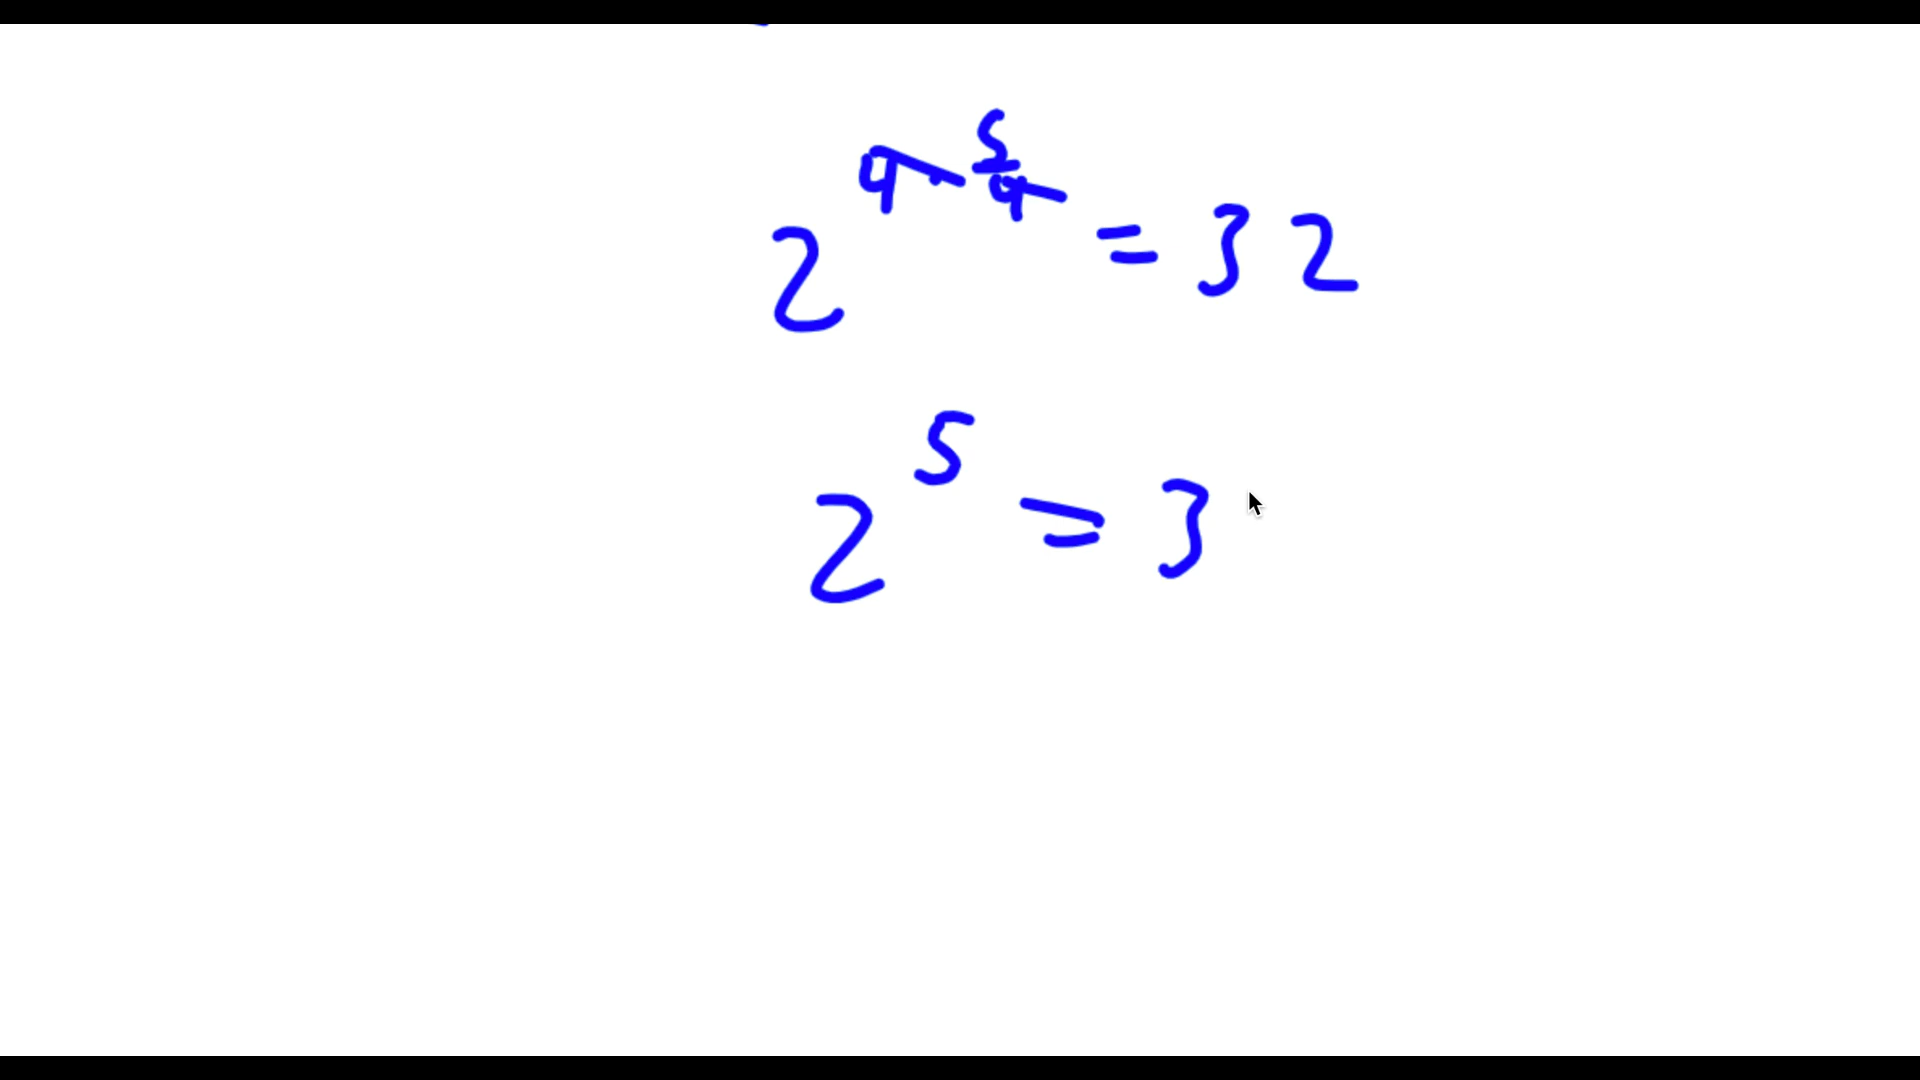 2^{4 · 5/4} = 32
2^5 = 3